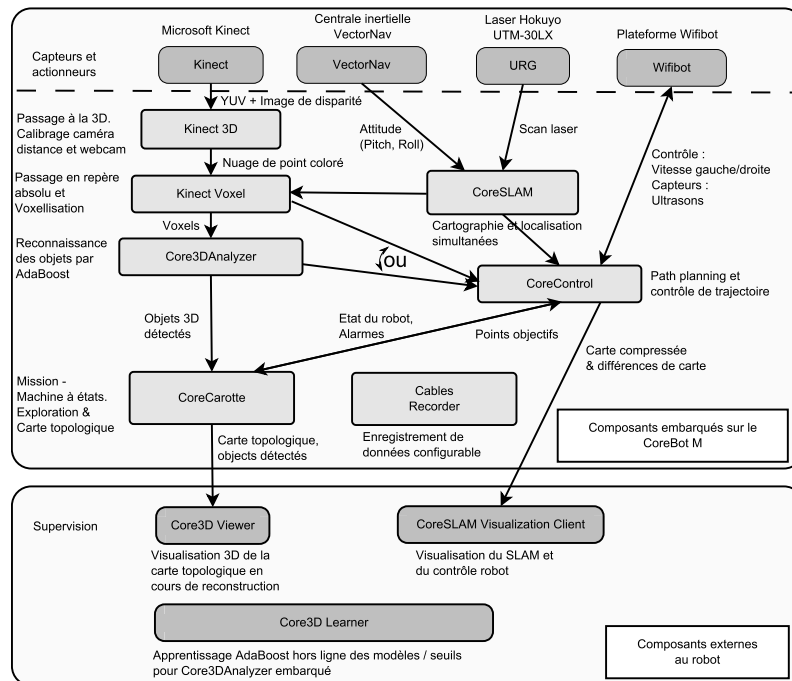 Microsoft Kinect
Centrale inertielle
VectorNav
Laser Hokuyo
UTM-30LX
Plateforme Wifibot
Capteurs et
actionneurs
Kinect
VectorNav
URG
Wifibot
YUV + Image de disparité
Passage à la 3D.
Calibrage caméra
distance et webcam
Kinect 3D
Attitude
(Pitch, Roll)
Scan laser
Nuage de point coloré
Contrôle :
Vitesse gauche/droite
Capteurs :
Ultrasons
Passage en repère
absolu et
Voxellisation
Kinect Voxel
CoreSLAM
Voxels
Cartographie et localisation
simultanées
Reconnaissance
des objets par
AdaBoost
Core3DAnalyzer
ou
CoreControl
Path planning et
contrôle de trajectoire
Objets 3D
détectés
Etat du robot,
Alarmes
Points objectifs
Carte compressée
& différences de carte
Mission -
Machine à états.
Exploration &
Carte topologique
CoreCarotte
Cables
Recorder
Carte topologique,
objects détectés
Enregistrement de
données configurable
Composants embarqués sur le
CoreBot M
Supervision
Core3D Viewer
CoreSLAM Visualization Client
Visualisation 3D de la
carte topologique en
cours de reconstruction
Visualisation du SLAM et
du contrôle robot
Core3D Learner
Apprentissage AdaBoost hors ligne des modèles / seuils
pour Core3DAnalyzer embarqué
Composants externes
au robot